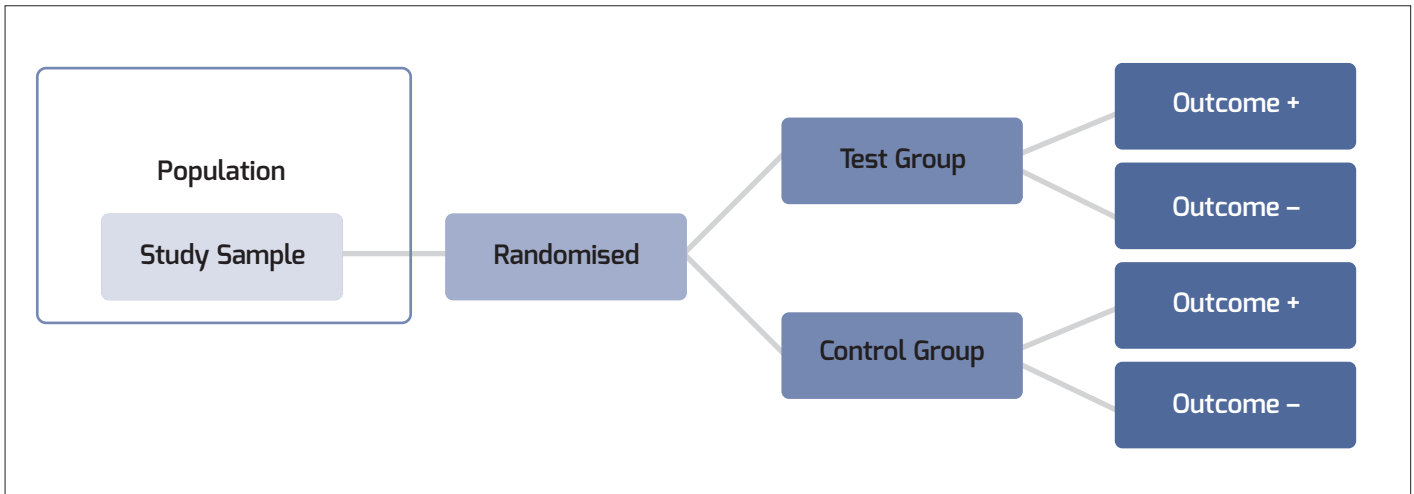 Population
Study Sample
Randomised
Test Group
Control Group
Outcome +
Outcome –
Outcome +
Outcome –